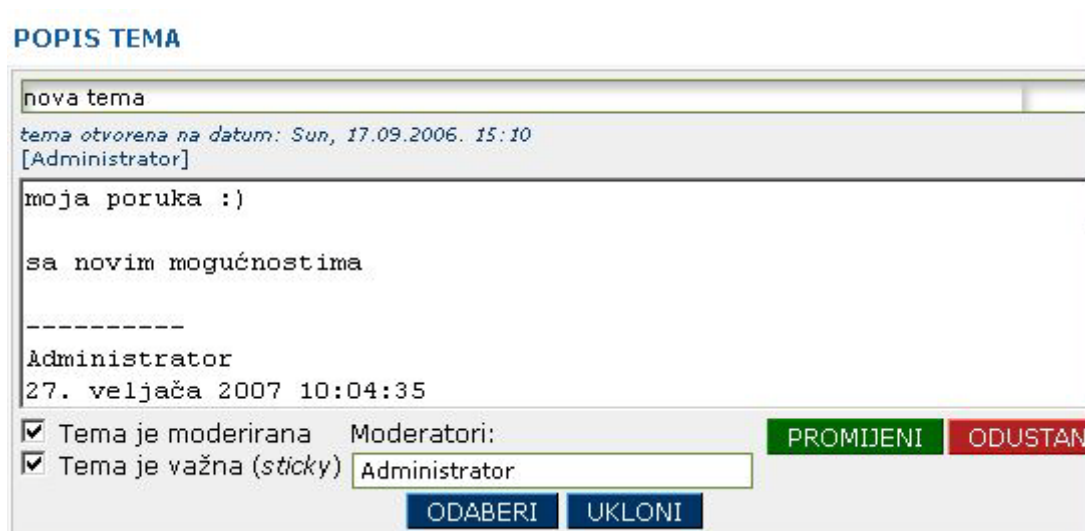 POPIS TEMA
nova tema
tema otvorena na datum: Sun, 17.09.2006. 15:10
[Administrator]
moja poruka :)
sa novim mogućnostima
----------
Administrator
27. veljača 2007 10:04:35
Tema je moderirana Moderatori:
PROMIJENI ODUSTAN
Tema je važna (sticky) Administrator
ODABERI UKLONI